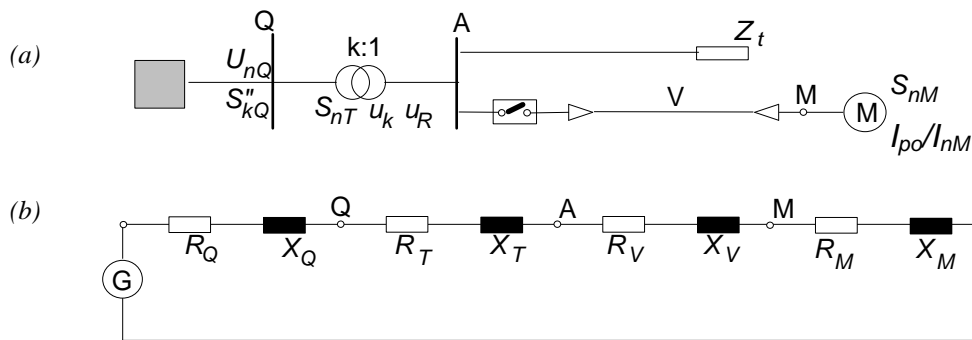 (a)
Q
A
U_nQ
k:1
Z_t
S''_kQ
S_nT u_k u_R
V
M
M
S_nM
I_po/I_nM
(b)
Q
A
M
R_Q X_Q R_T X_T R_V X_V R_M X_M
G